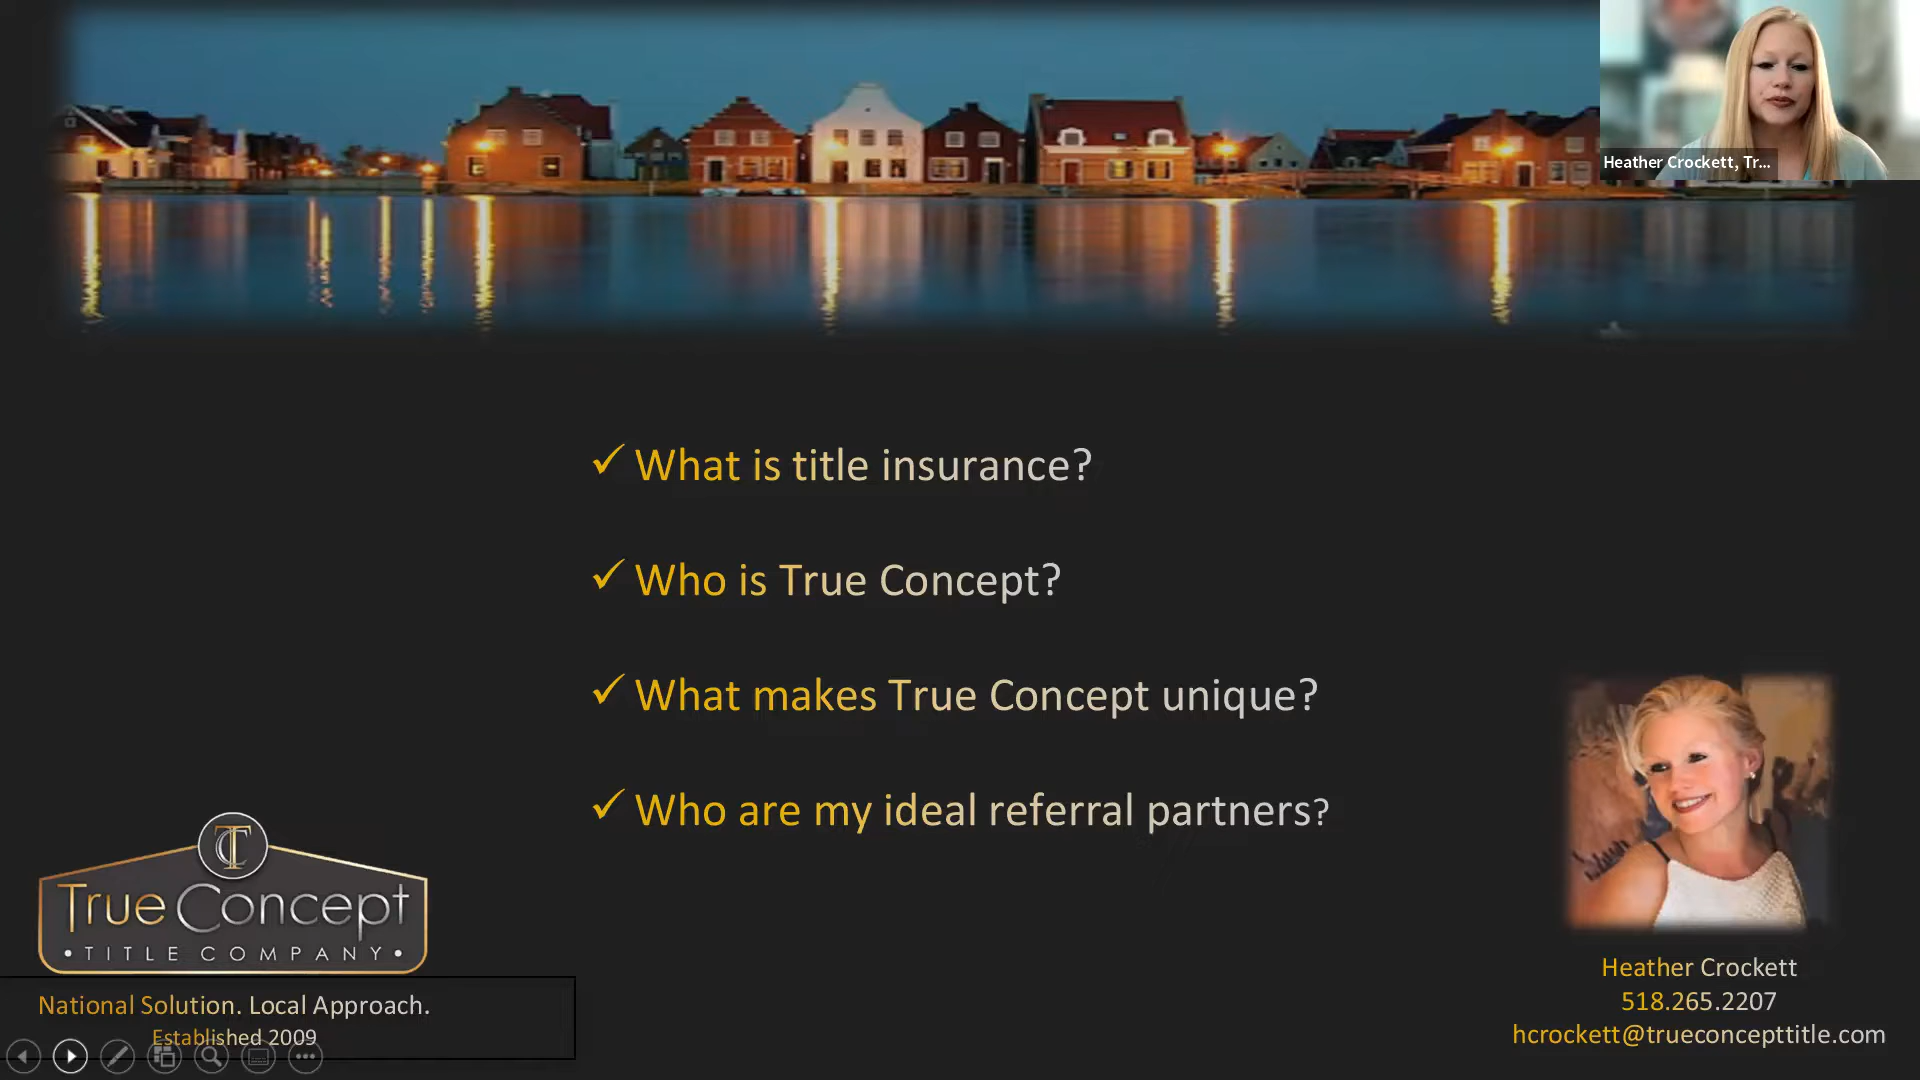 Heather Crockett, Tr...
✓ What is title insurance?
✓ Who is True Concept?
✓ What makes True Concept unique?
✓ Who are my ideal referral partners?
TC
True Concept
• TITLE COMPANY •
National Solution. Local Approach.
Established 2009
Heather Crockett
518.265.2207
hcrockett@trueconcepttitle.com